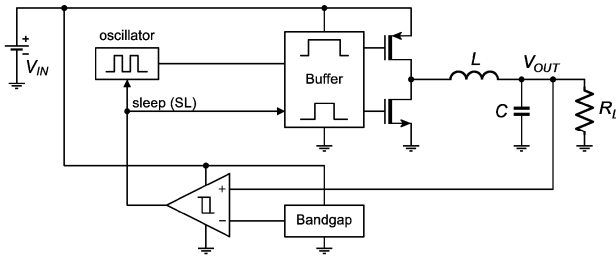 oscillator
+
−
V_IN
Buffer
L
V_OUT
sleep (SL)
C
R_L
+
−
Bandgap